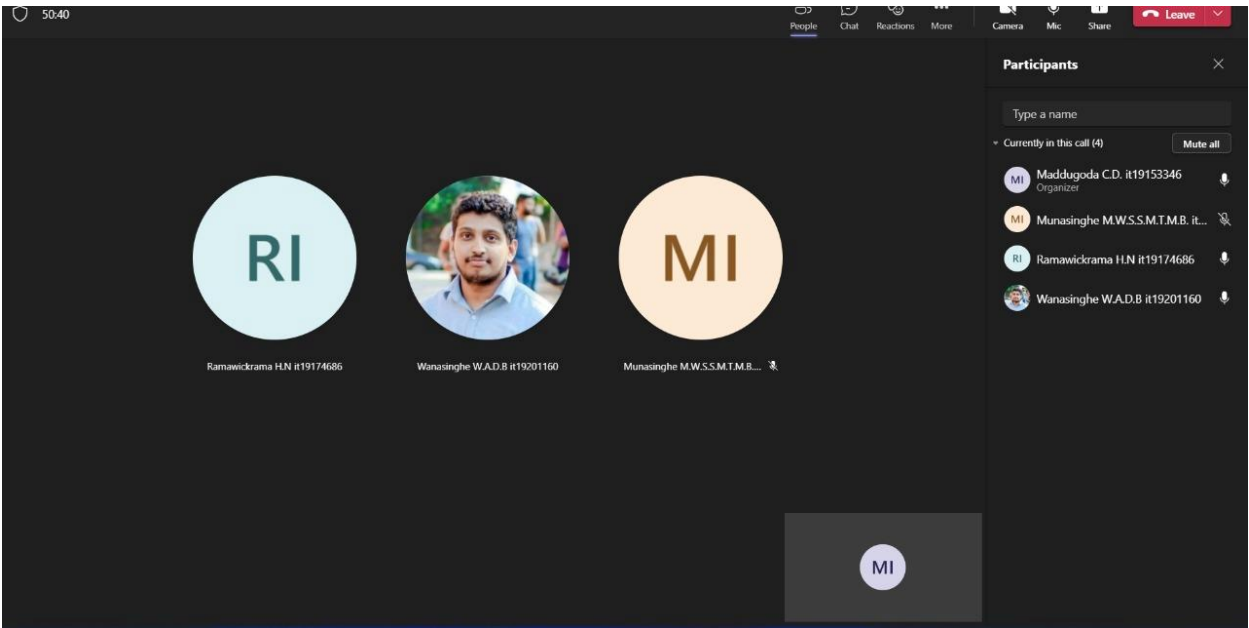 50:40
People Chat Reactions More Camera Mic Share Leave
Participants
Type a name
Currently in this call (4) Mute all
MI Maddugoda C.D. it19153346
Organizer
MI Munasinghe M.W.S.S.M.T.M.B. it...
RI Ramawickrama H.N it19174686
Wanasinghe W.A.D.B it19201160
RI MI
Ramawickrama H.N it19174686 Wanasinghe W.A.D.B it19201160 Munasinghe M.W.S.S.M.T.M.B....
MI